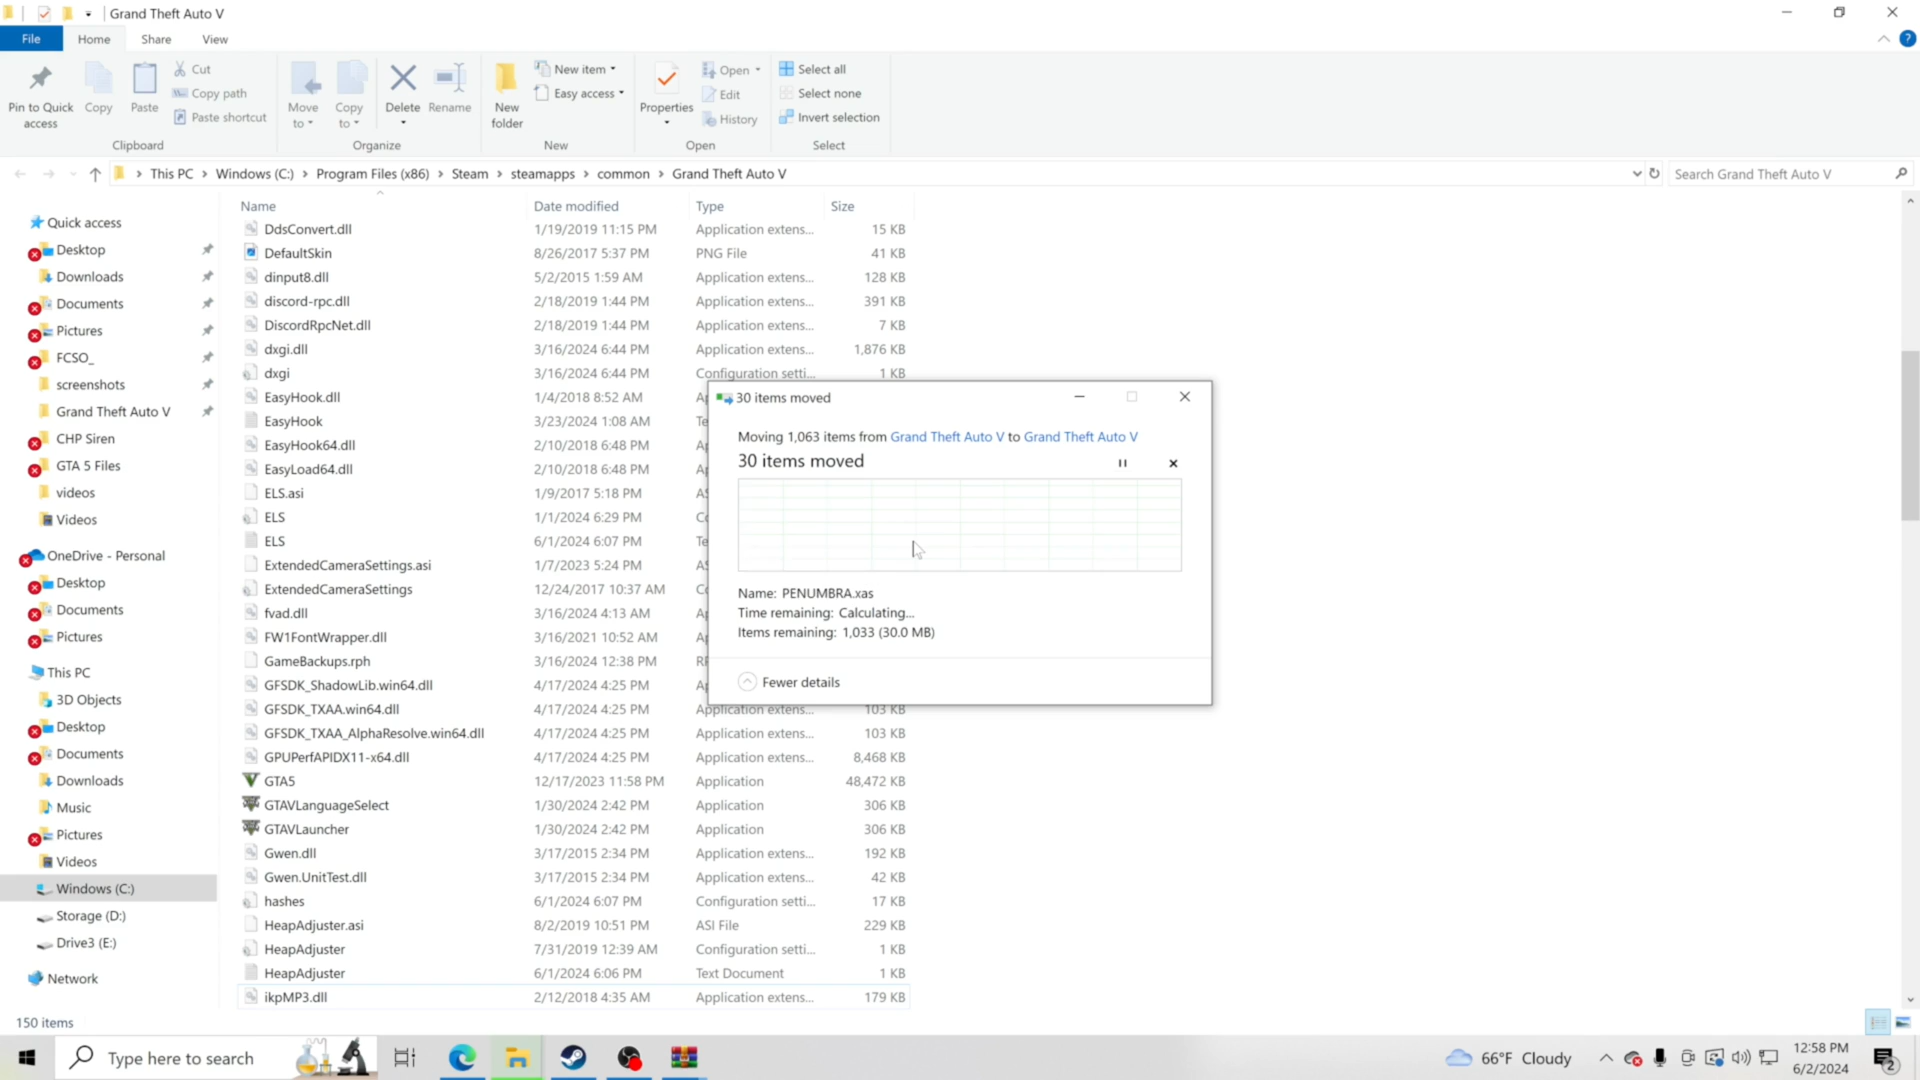 Grand Theft Auto V
File
Home
Share
View
Pin to Quick access
Copy
Paste
Cut
Copy path
Paste shortcut
Clipboard
Move to
Copy to
Delete
Rename
Organize
New folder
New item
Easy access
New
Properties
Open
Edit
History
Open
Select all
Select none
Invert selection
Select
This PC > Windows (C:) > Program Files (x86) > Steam > steamapps > common > Grand Theft Auto V
Search Grand Theft Auto V
Quick access
Desktop
Downloads
Documents
Pictures
FCSO_
screenshots
Grand Theft Auto V
CHP Siren
GTA 5 Files
videos
Videos
OneDrive - Personal
Desktop
Documents
Pictures
This PC
3D Objects
Desktop
Documents
Downloads
Music
Pictures
Videos
Windows (C:)
Storage (D:)
Drive3 (E:)
Network
Name Date modified Type Size
DdsConvert.dll 1/19/2019 11:15 PM Application extens... 15 KB
DefaultSkin 8/26/2017 5:37 PM PNG File 41 KB
dinput8.dll 5/2/2015 1:59 AM Application extens... 128 KB
discord-rpc.dll 2/18/2019 1:44 PM Application extens... 391 KB
DiscordRpcNet.dll 2/18/2019 1:44 PM Application extens... 7 KB
dxgi.dll 3/16/2024 6:44 PM Application extens... 1,876 KB
dxgi 3/16/2024 6:44 PM Configuration setti... 1 KB
EasyHook.dll 1/4/2018 8:52 AM
EasyHook 3/23/2024 1:08 AM
EasyHook64.dll 2/10/2018 6:48 PM
EasyLoad64.dll 2/10/2018 6:48 PM
ELS.asi 1/9/2017 5:18 PM
ELS 1/1/2024 6:29 PM
ELS 6/1/2024 6:07 PM
ExtendedCameraSettings.asi 1/7/2023 5:24 PM
ExtendedCameraSettings 12/24/2017 10:37 AM
fvad.dll 3/16/2024 4:13 AM
FW1FontWrapper.dll 3/16/2021 10:52 AM
GameBackups.rph 3/16/2024 12:38 PM
GFSDK_ShadowLib.win64.dll 4/17/2024 4:25 PM
GFSDK_TXAA.win64.dll 4/17/2024 4:25 PM Application extens... 103 KB
GFSDK_TXAA_AlphaResolve.win64.dll 4/17/2024 4:25 PM Application extens... 103 KB
GPUPerfAPIDX11-x64.dll 4/17/2024 4:25 PM Application extens... 8,468 KB
GTA5 12/17/2023 11:58 PM Application 48,472 KB
GTAVLanguageSelect 1/30/2024 2:42 PM Application 306 KB
GTAVLauncher 1/30/2024 2:42 PM Application 306 KB
Gwen.dll 3/17/2015 2:34 PM Application extens... 192 KB
Gwen.UnitTest.dll 3/17/2015 2:34 PM Application extens... 42 KB
hashes 6/1/2024 6:07 PM Configuration setti... 17 KB
HeapAdjuster.asi 8/2/2019 10:51 PM ASI File 229 KB
HeapAdjuster 7/31/2019 12:39 AM Configuration setti... 1 KB
HeapAdjuster 6/1/2024 6:06 PM Text Document 1 KB
ikpMP3.dll 2/12/2018 4:35 AM Application extens... 179 KB
30 items moved
Moving 1,063 items from Grand Theft Auto V to Grand Theft Auto V
30 items moved
Name: PENUMBRA.xas
Time remaining: Calculating...
Items remaining: 1,033 (30.0 MB)
Fewer details
150 items
Type here to search
66°F Cloudy
12:58 PM
6/2/2024
2